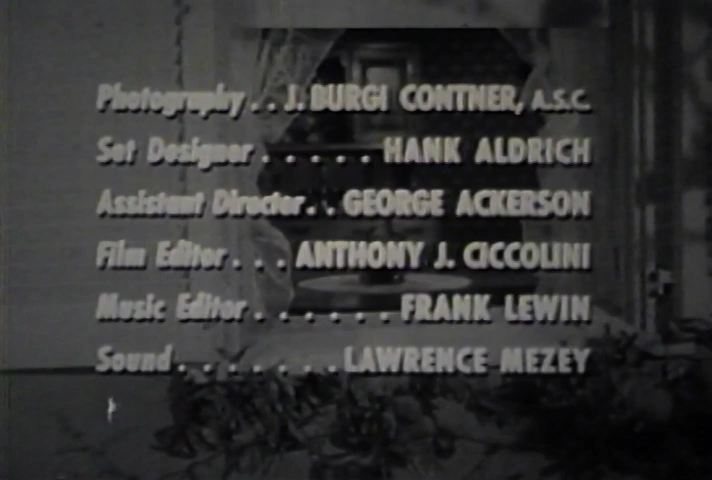 Photography . . J. BURGI CONTNER, A.S.C.
Set Designer . . . . . HANK ALDRICH
Assistant Director . . GEORGE ACKERSON
Film Editor . . . ANTHONY J. CICCOLINI
Music Editor . . . . . . FRANK LEWIN
Sound . . . . . . . LAWRENCE MEZEY